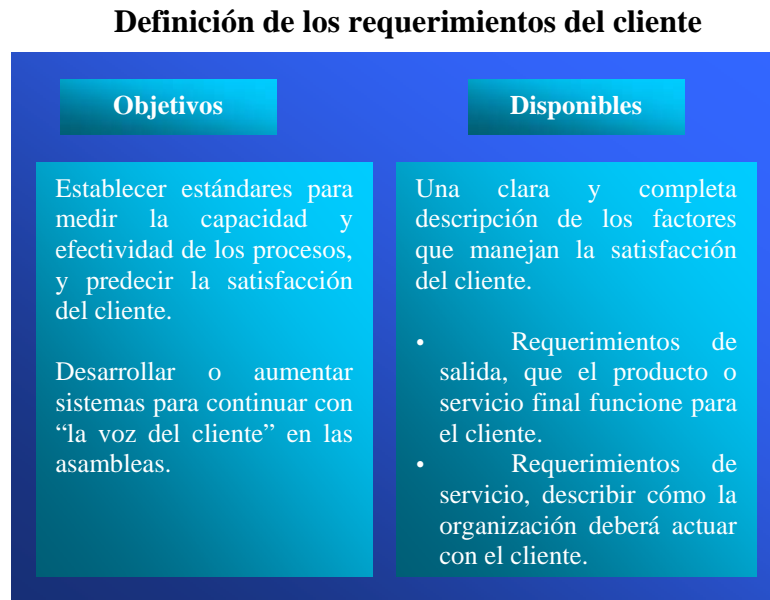 Definición de los requerimientos del cliente
Objetivos
Establecer estándares para
medir la capacidad y
efectividad de los procesos,
y predecir la satisfacción
del cliente.
Desarrollar o aumentar
sistemas para continuar con
“la voz del cliente” en las
asambleas.
Disponibles
Una clara y completa
descripción de los factores
que manejan la satisfacción
del cliente.
• Requerimientos de
salida, que el producto o
servicio final funcione para
el cliente.
• Requerimientos de
servicio, describir cómo la
organización deberá actuar
con el cliente.